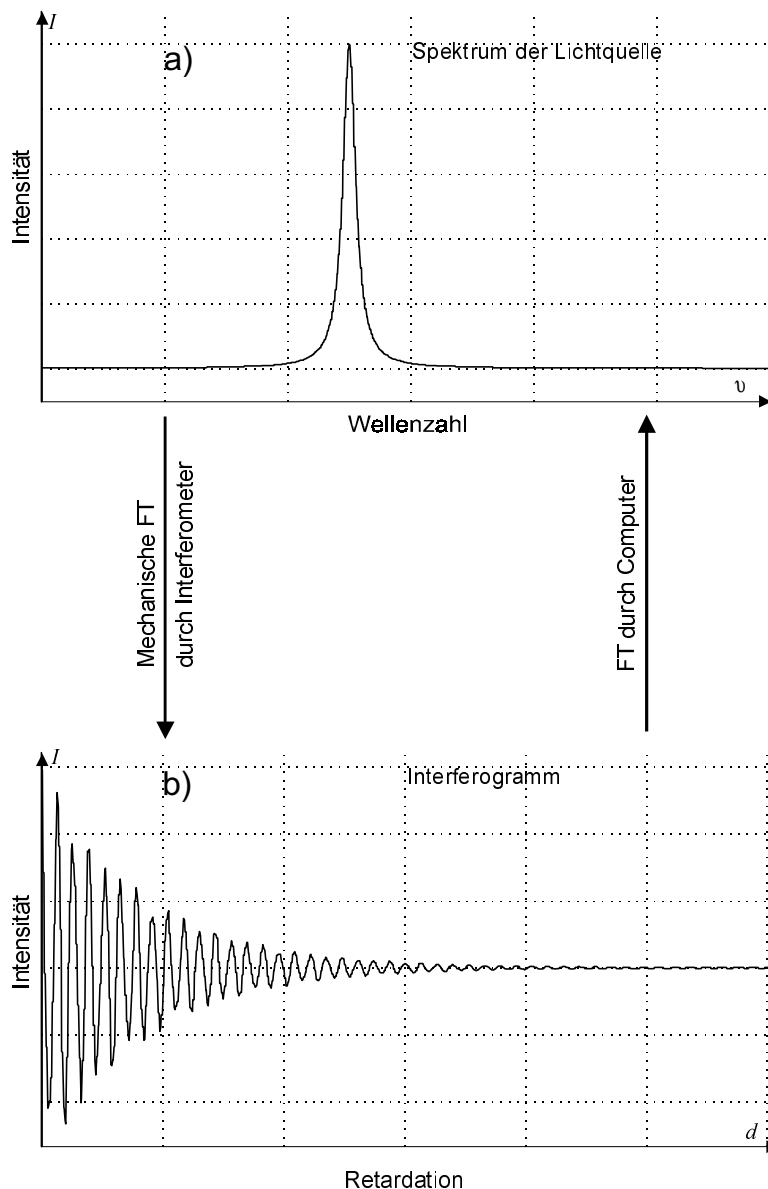 I
a)
Spektrum der Lichtquelle
Intensität
υ
Wellenzahl
Mechanische FT
durch Interferometer
FT durch Computer
I
b)
Interferogramm
Intensität
d
Retardation